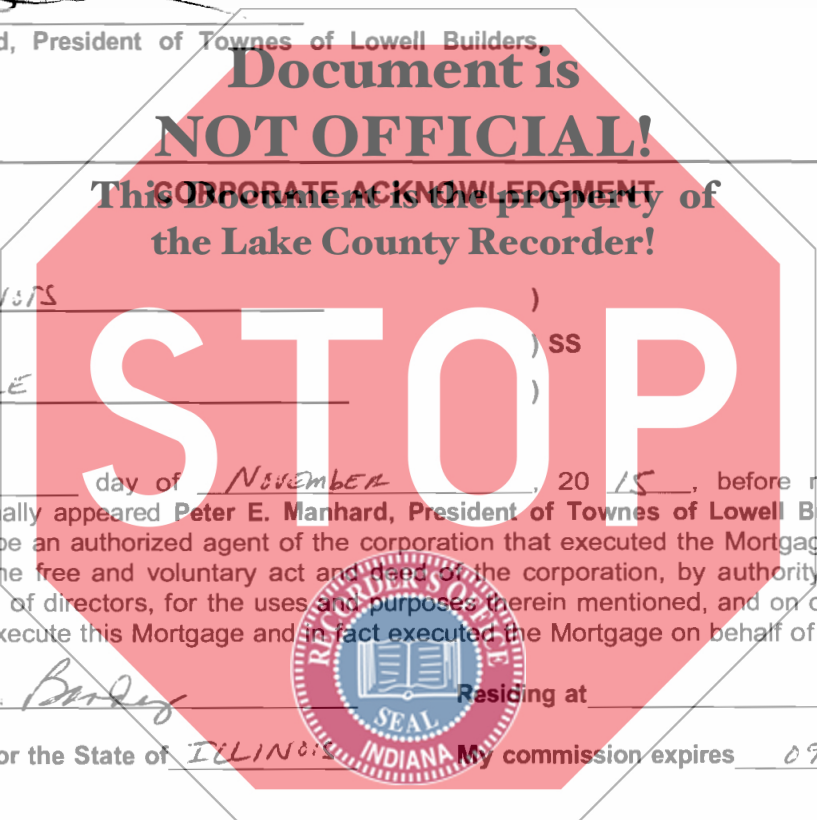 d, President of Townes of Lowell Builders,
Document is
NOT OFFICIAL!
CORPORATE ACKNOWLEDGMENT
This Document is the property of
the Lake County Recorder!
)
) SS
)
STOP
day of November, 20 15, before
ally appeared Peter E. Manhard, President of Townes of Lowell B
be an authorized agent of the corporation that executed the Mortgag
he free and voluntary act and deed of the corporation, by authority
of directors, for the uses and purposes therein mentioned, and on
xecute this Mortgage and in fact executed the Mortgage on behalf of
RECORDER'S OFFICE
SEAL
INDIANA
Residing at
or the State of ILLINOIS My commission expires 09